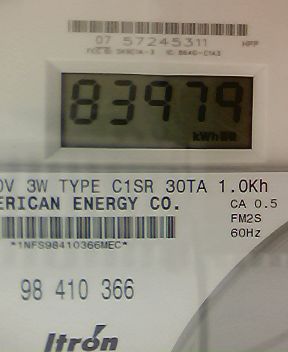 07 57245311
83979
kWh
0V 3W TYPE C1SR 30TA 1.0Kh
ERICAN ENERGY CO.
CA 0.5
FM2S
60Hz
*1NFS98410366MEC*
98 410 366
Itrón